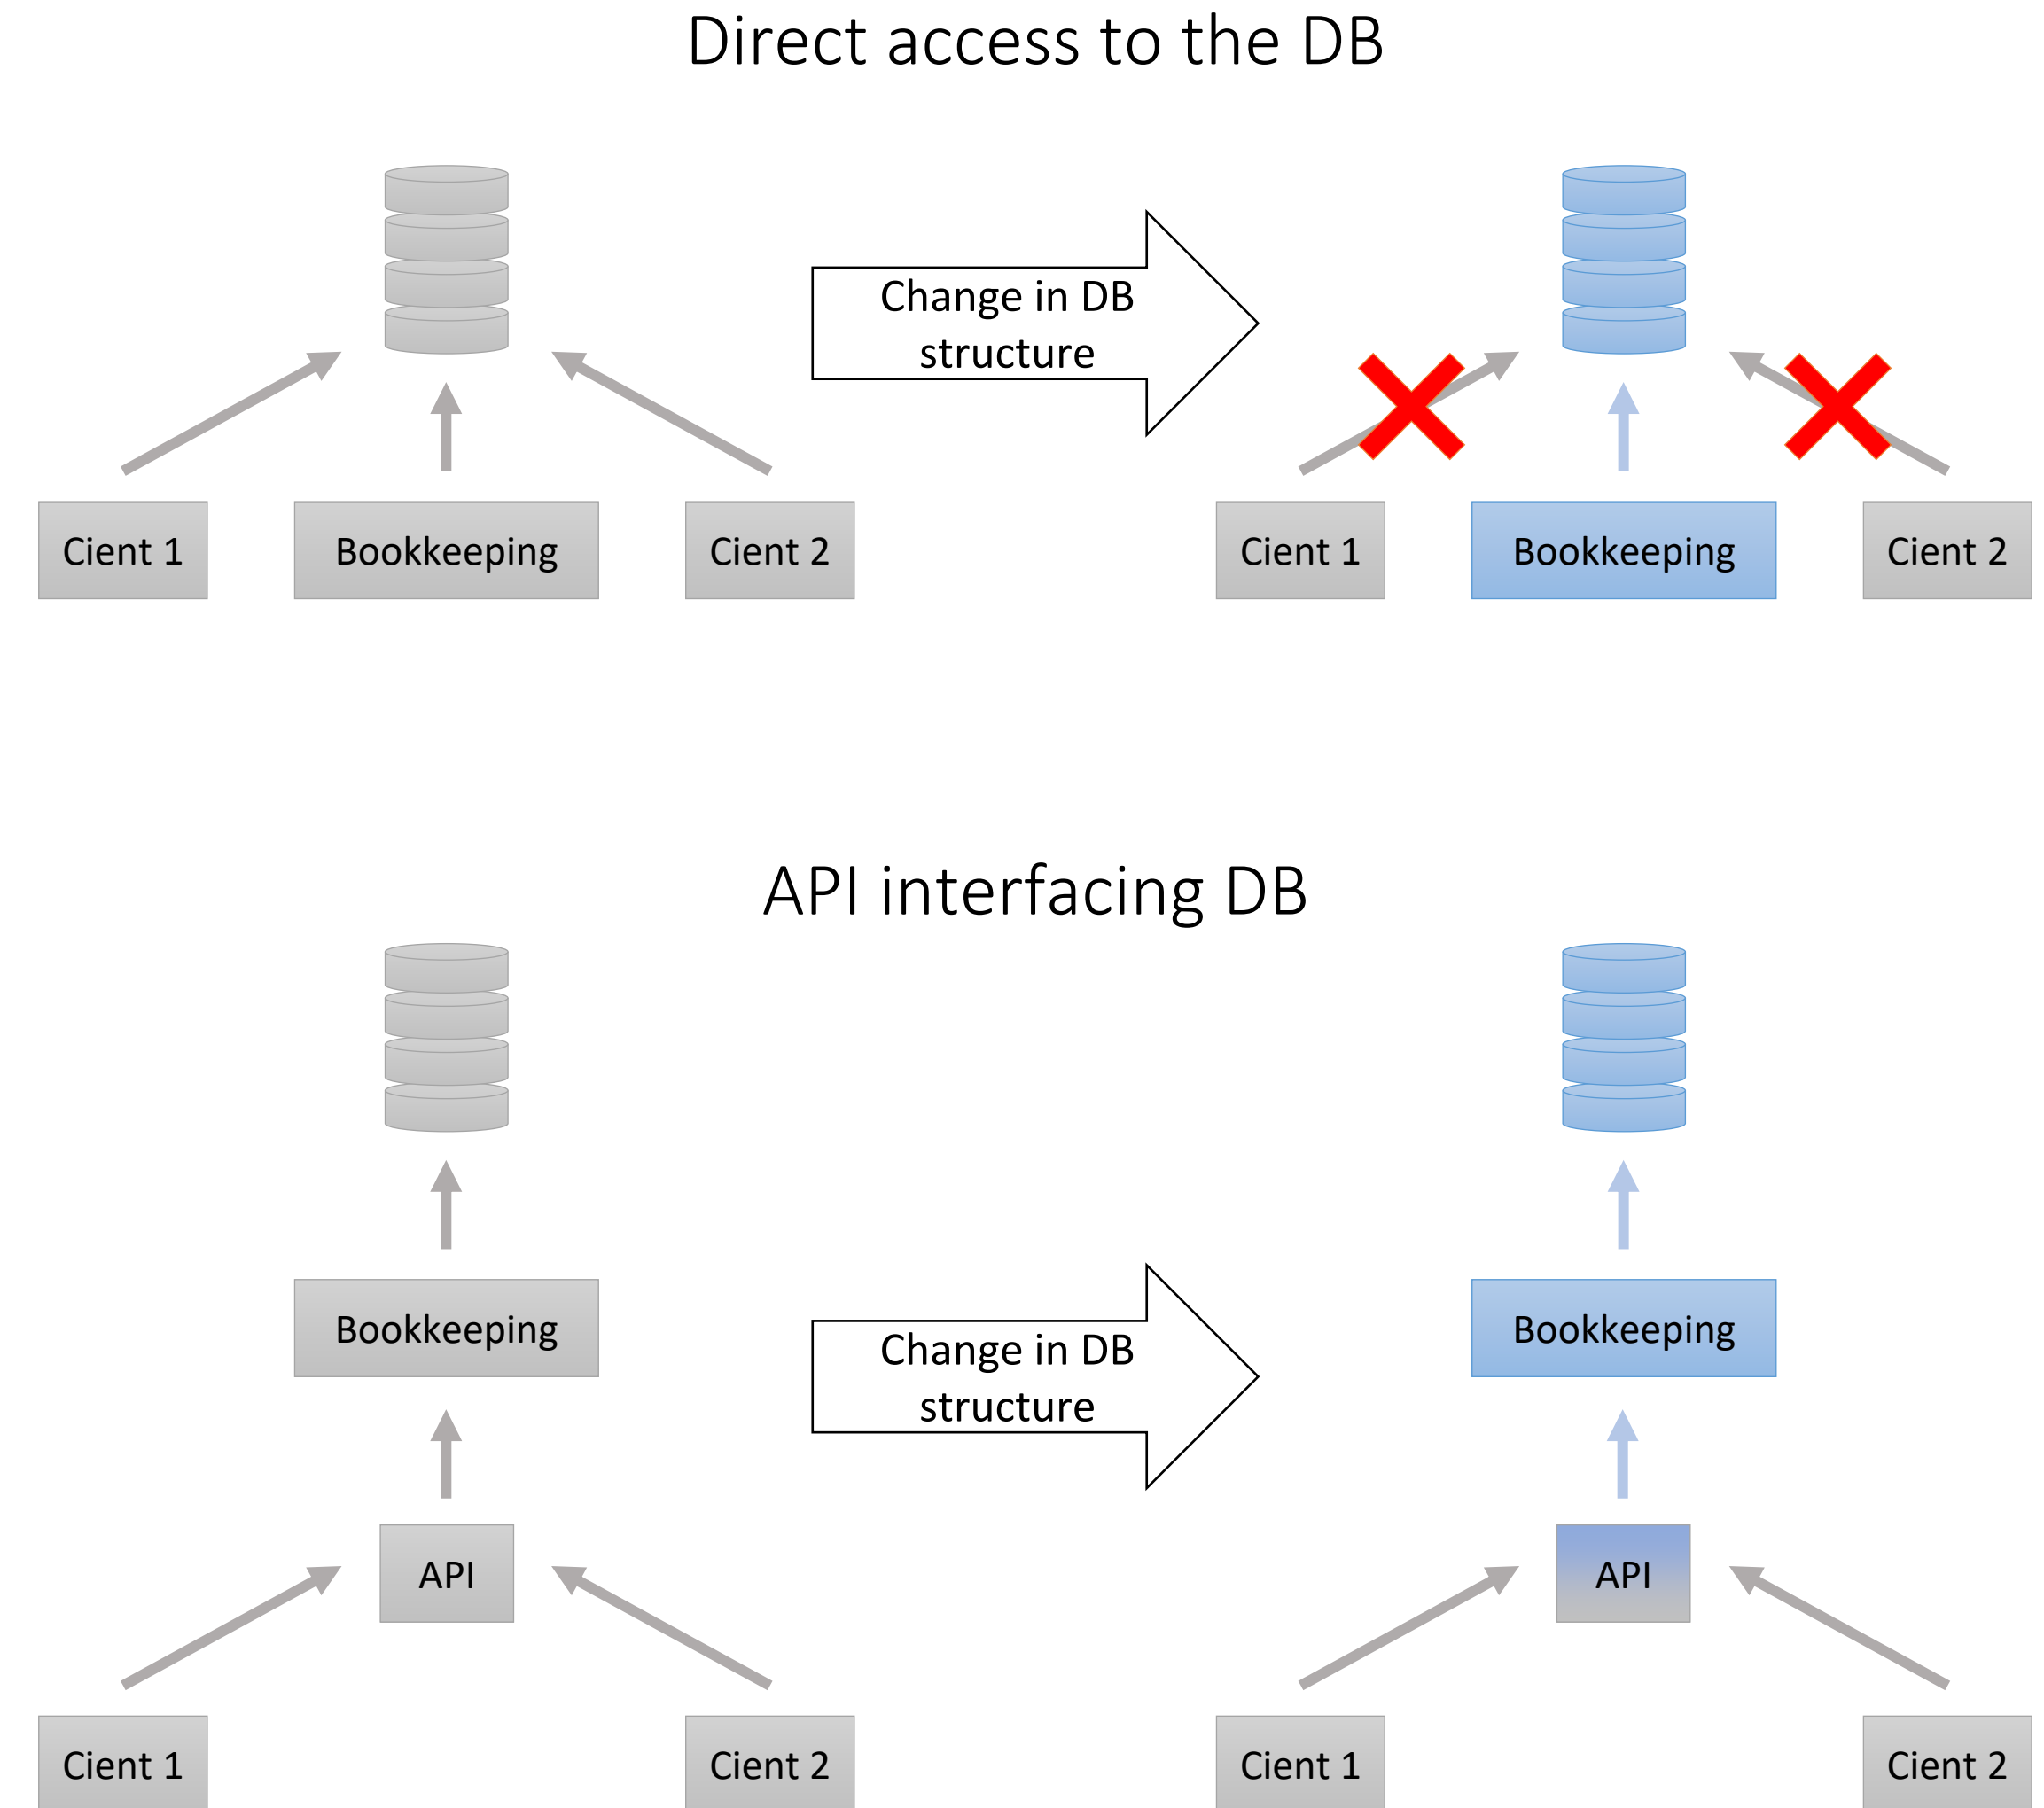 Direct access to the DB
Change in DB
structure
Cient 1
Bookkeeping
Cient 2
Cient 1
Bookkeeping
Cient 2
API interfacing DB
Bookkeeping
Change in DB
structure
Bookkeeping
API
API
Cient 1
Cient 2
Cient 1
Cient 2